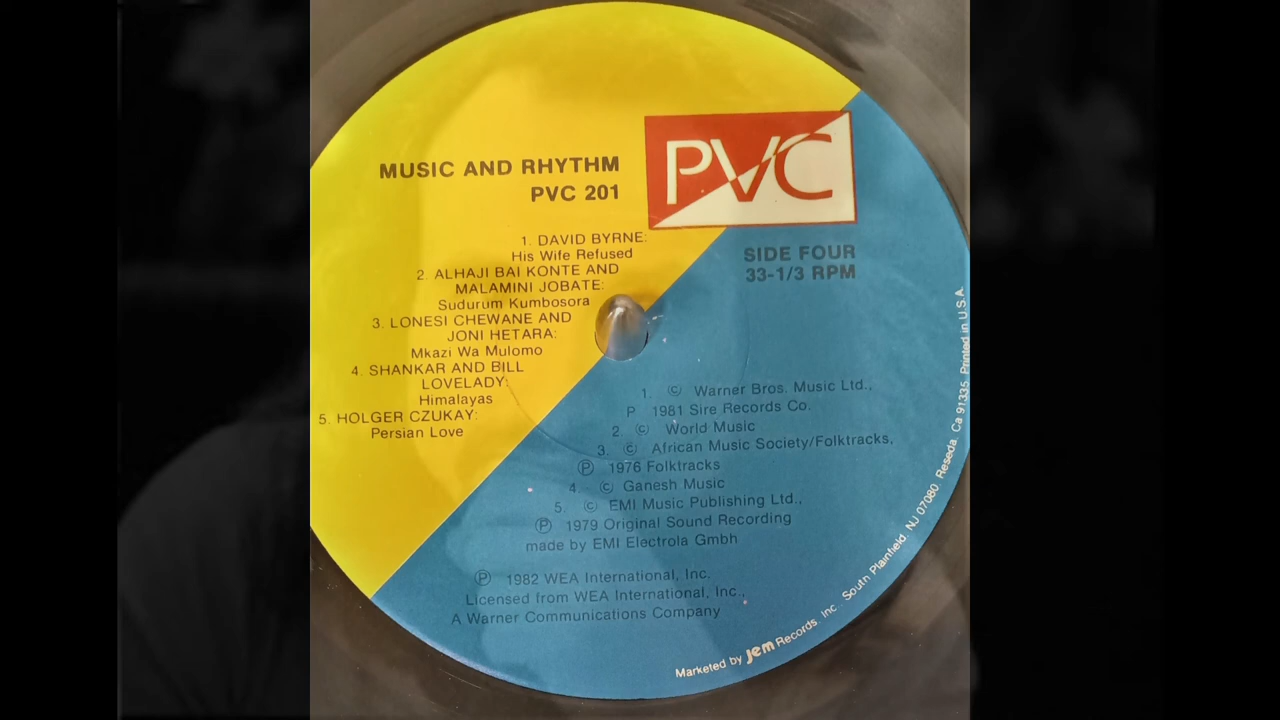 PVC
MUSIC AND RHYTHM
PVC 201
1. DAVID BYRNE:
His Wife Refused
2. ALHAJI BAI KONTE AND
MALAMINI JOBATE:
Sudurum Kumbosora
3. LONESI CHEWANE AND
JONI HETARA:
Mkazi Wa Mulomo
4. SHANKAR AND BILL
LOVELADY:
Himalayas
5. HOLGER CZUKAY:
Persian Love
SIDE FOUR
33-1/3 RPM
1. © Warner Bros. Music Ltd.,
P 1981 Sire Records Co.
2. © World Music
3. © African Music Society/Folktracks,
℗ 1976 Folktracks
4. © Ganesh Music
5. © EMI Music Publishing Ltd.,
℗ 1979 Original Sound Recording
made by EMI Electrola Gmbh
℗ 1982 WEA International, Inc.
Licensed from WEA International, Inc.,
A Warner Communications Company
Marketed by Jem Records, Inc., South Plainfield, NJ 07080, Reseda, Ca 91335 Printed in U.S.A.